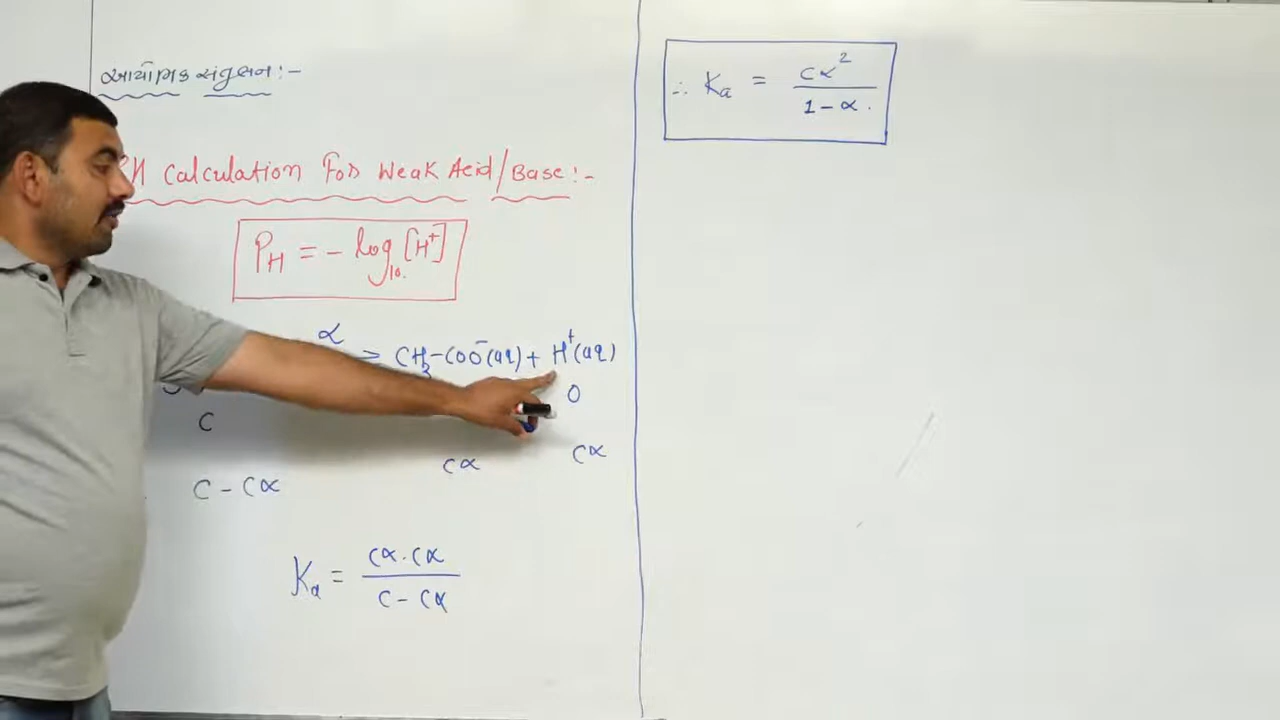 આયનિક સંતુલન :-
PH Calculation For Weak Acid/Base :-
PH = - log10 [H⁺]
α
CH3-COO⁻(aq) + H⁺(aq)
C 0
C - Cα Cα Cα
Ka = Cα.Cα / C - Cα
∴ Ka = Cα² / 1 - α.